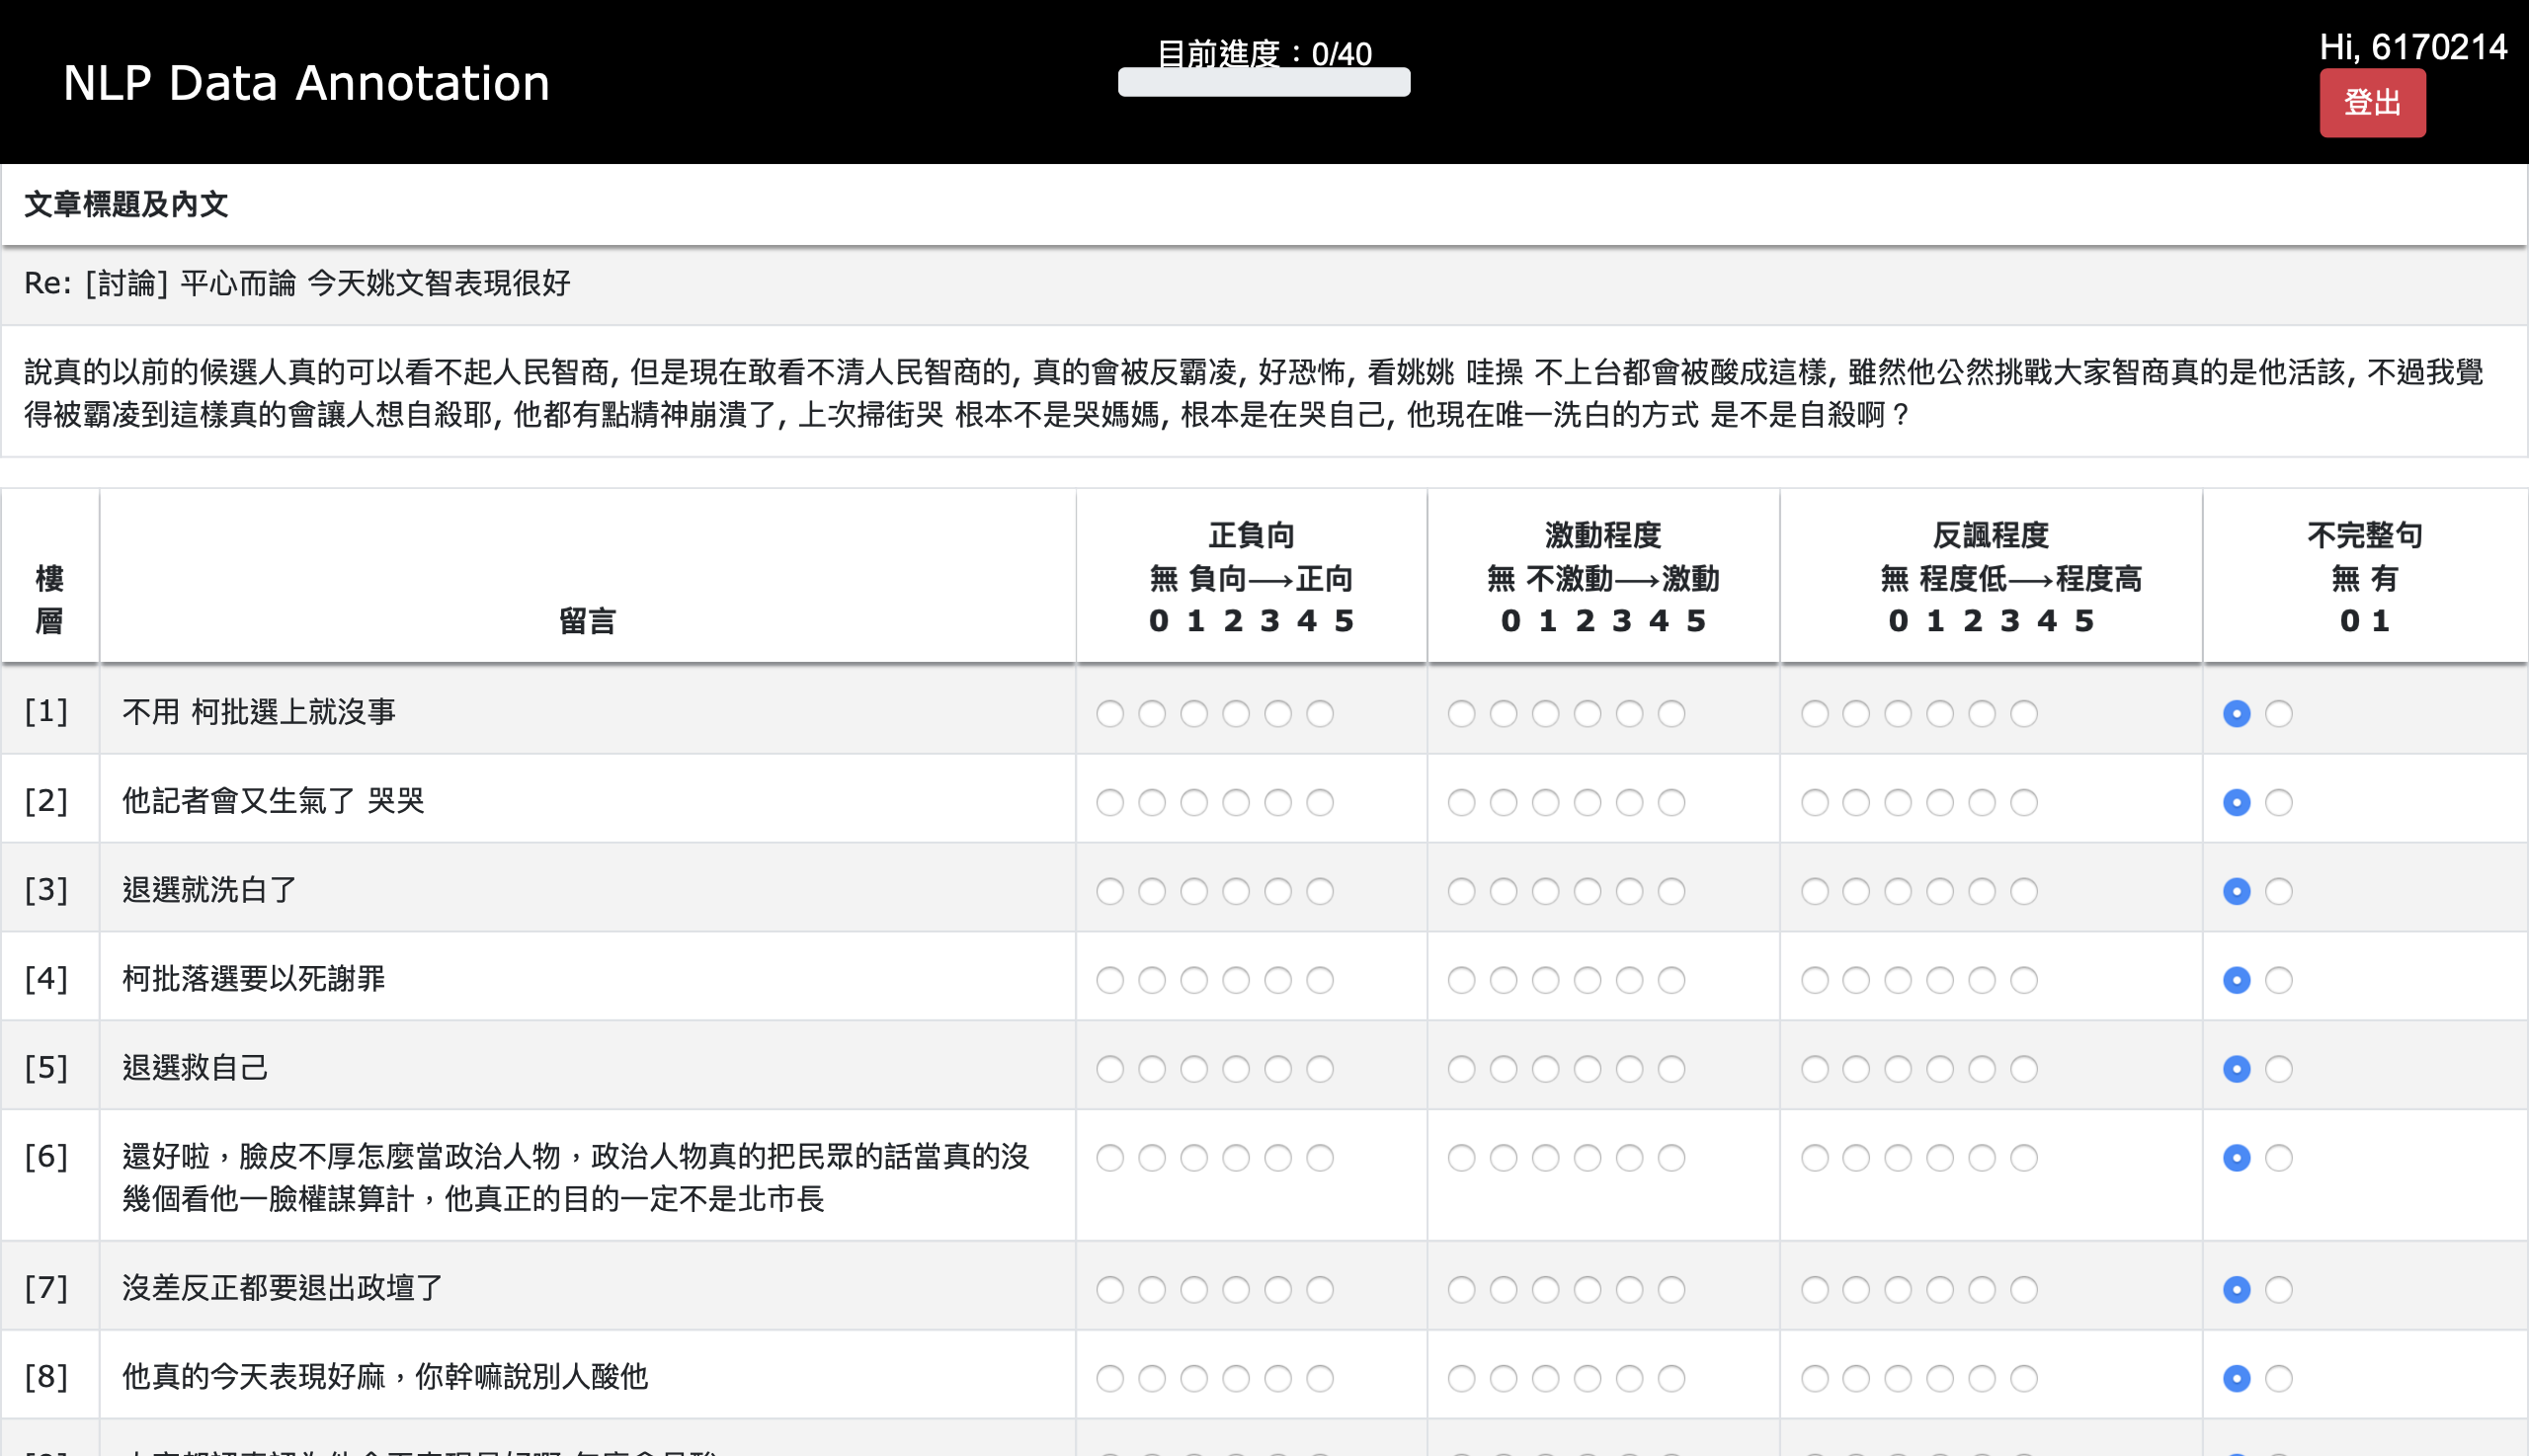 NLP Data Annotation
目前進度：0/40
Hi, 6170214
登出
文章標題及內文
Re: [討論] 平心而論 今天姚文智表現很好
說真的以前的候選人真的可以看不起人民智商, 但是現在敢看不清人民智商的, 真的會被反霸凌, 好恐怖, 看姚姚 哇操 不上台都會被酸成這樣, 雖然他公然挑戰大家智商真的是他活該, 不過我覺
得被霸凌到這樣真的會讓人想自殺耶, 他都有點精神崩潰了, 上次掃街哭 根本不是哭媽媽, 根本是在哭自己, 他現在唯一洗白的方式 是不是自殺啊？
樓
層
留言
正負向
無 負向⟶正向
0 1 2 3 4 5
激動程度
無 不激動⟶激動
0 1 2 3 4 5
反諷程度
無 程度低⟶程度高
0 1 2 3 4 5
不完整句
無 有
0 1
[1] 不用 柯批選上就沒事
[2] 他記者會又生氣了 哭哭
[3] 退選就洗白了
[4] 柯批落選要以死謝罪
[5] 退選救自己
[6] 還好啦，臉皮不厚怎麼當政治人物，政治人物真的把民眾的話當真的沒
幾個看他一臉權謀算計，他真正的目的一定不是北市長
[7] 沒差反正都要退出政壇了
[8] 他真的今天表現好麻，你幹嘛說別人酸他